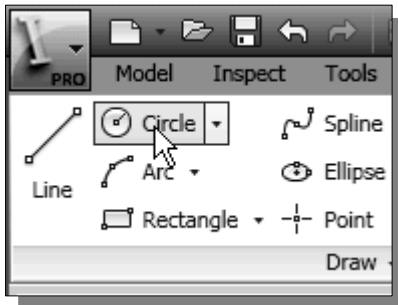 PRO
Model Inspect Tools
Circle Spline
Line Arc Ellipse
Rectangle Point
Draw